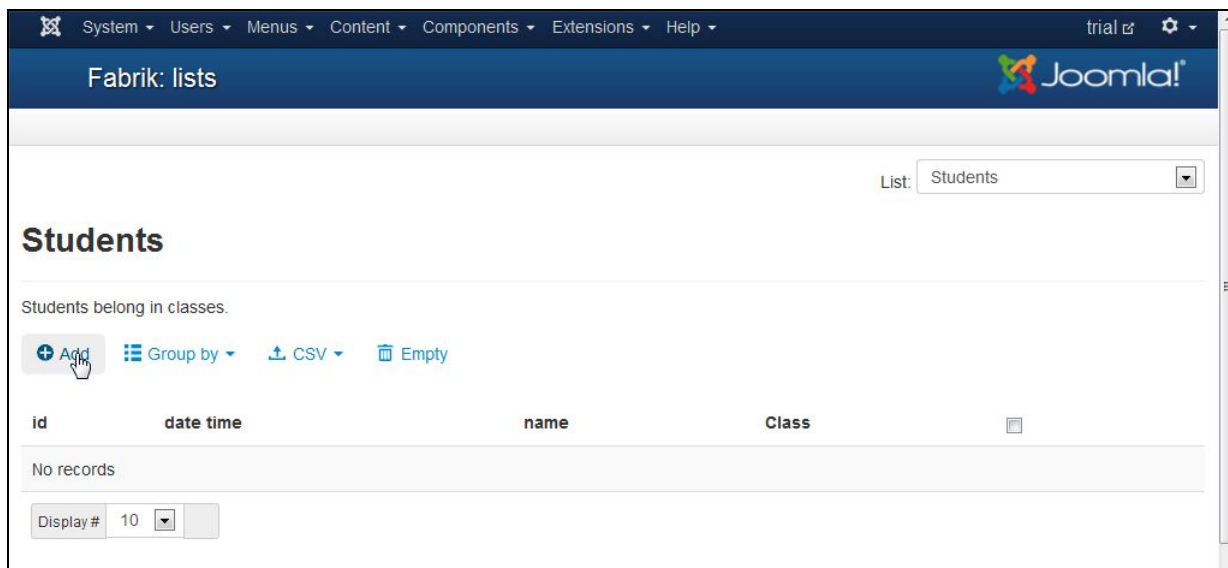 System Users Menus Content Components Extensions Help trial
Fabrik: lists Joomla!®
List: Students
Students
Students belong in classes.
Add Group by CSV Empty
id date time name Class
No records
Display # 10